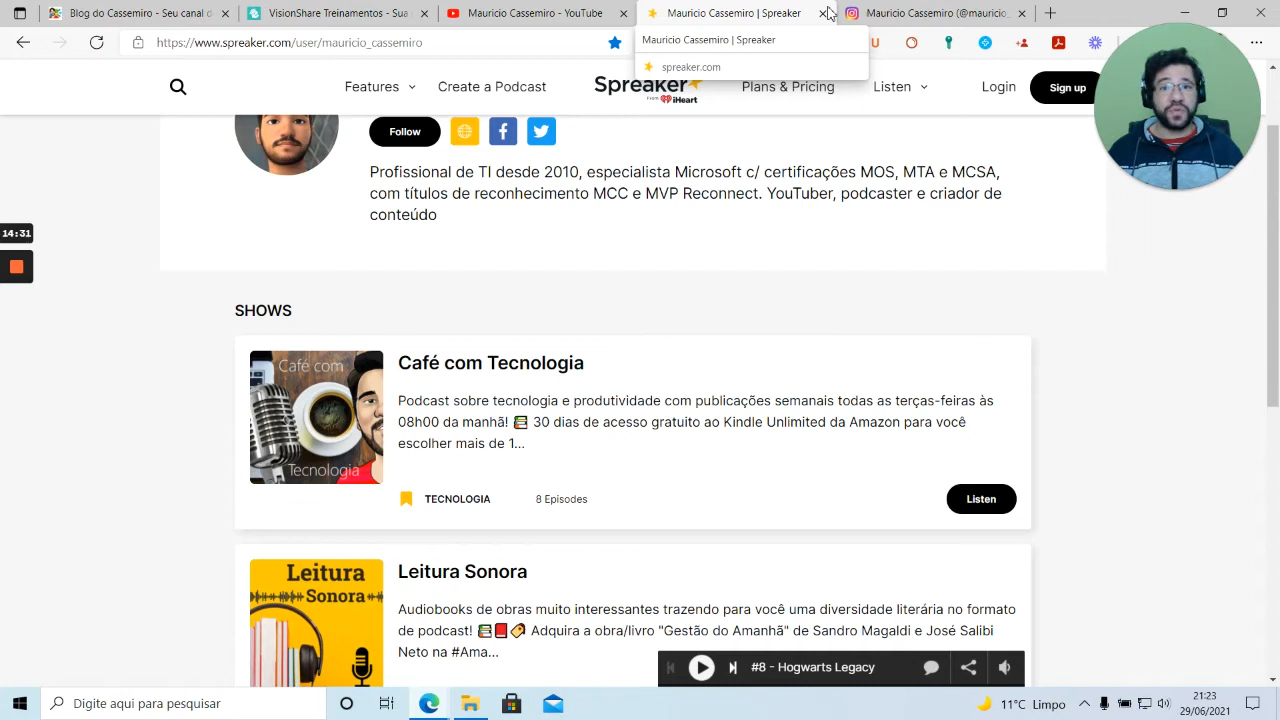 Blog do Cassemiro - Cassemiro
VisionShare Treinamentos - Su
Mauricio Cassemiro - YouTube
Mauricio Cassemiro | Spreaker
Mauricio Cassemiro (@mauricio_
https://www.spreaker.com/user/mauricio_cassemiro
Mauricio Cassemiro | Spreaker
spreaker.com
Features
Create a Podcast
Spreaker
From iHeart
Plans & Pricing
Listen
Login
Sign up
Follow
Profissional de TI desde 2010, especialista Microsoft c/ certificações MOS, MTA e MCSA,
com títulos de reconhecimento MCC e MVP Reconnect. YouTuber, podcaster e criador de
conteúdo
14:31
SHOWS
Café com
Tecnologia
Café com Tecnologia
Podcast sobre tecnologia e produtividade com publicações semanais todas as terças-feiras às
08h00 da manhã! 📚 30 dias de acesso gratuito ao Kindle Unlimited da Amazon para você
escolher mais de 1...
TECNOLOGIA
8 Episodes
Listen
Leitura
Sonora
Leitura Sonora
Audiobooks de obras muito interessantes trazendo para você uma diversidade literária no formato
de podcast! 📚📕🏷 Adquira a obra/livro "Gestão do Amanhã" de Sandro Magaldi e José Salibi
Neto na #Ama...
#8 - Hogwarts Legacy
Digite aqui para pesquisar
11°C Limpo
21:23
29/06/2021